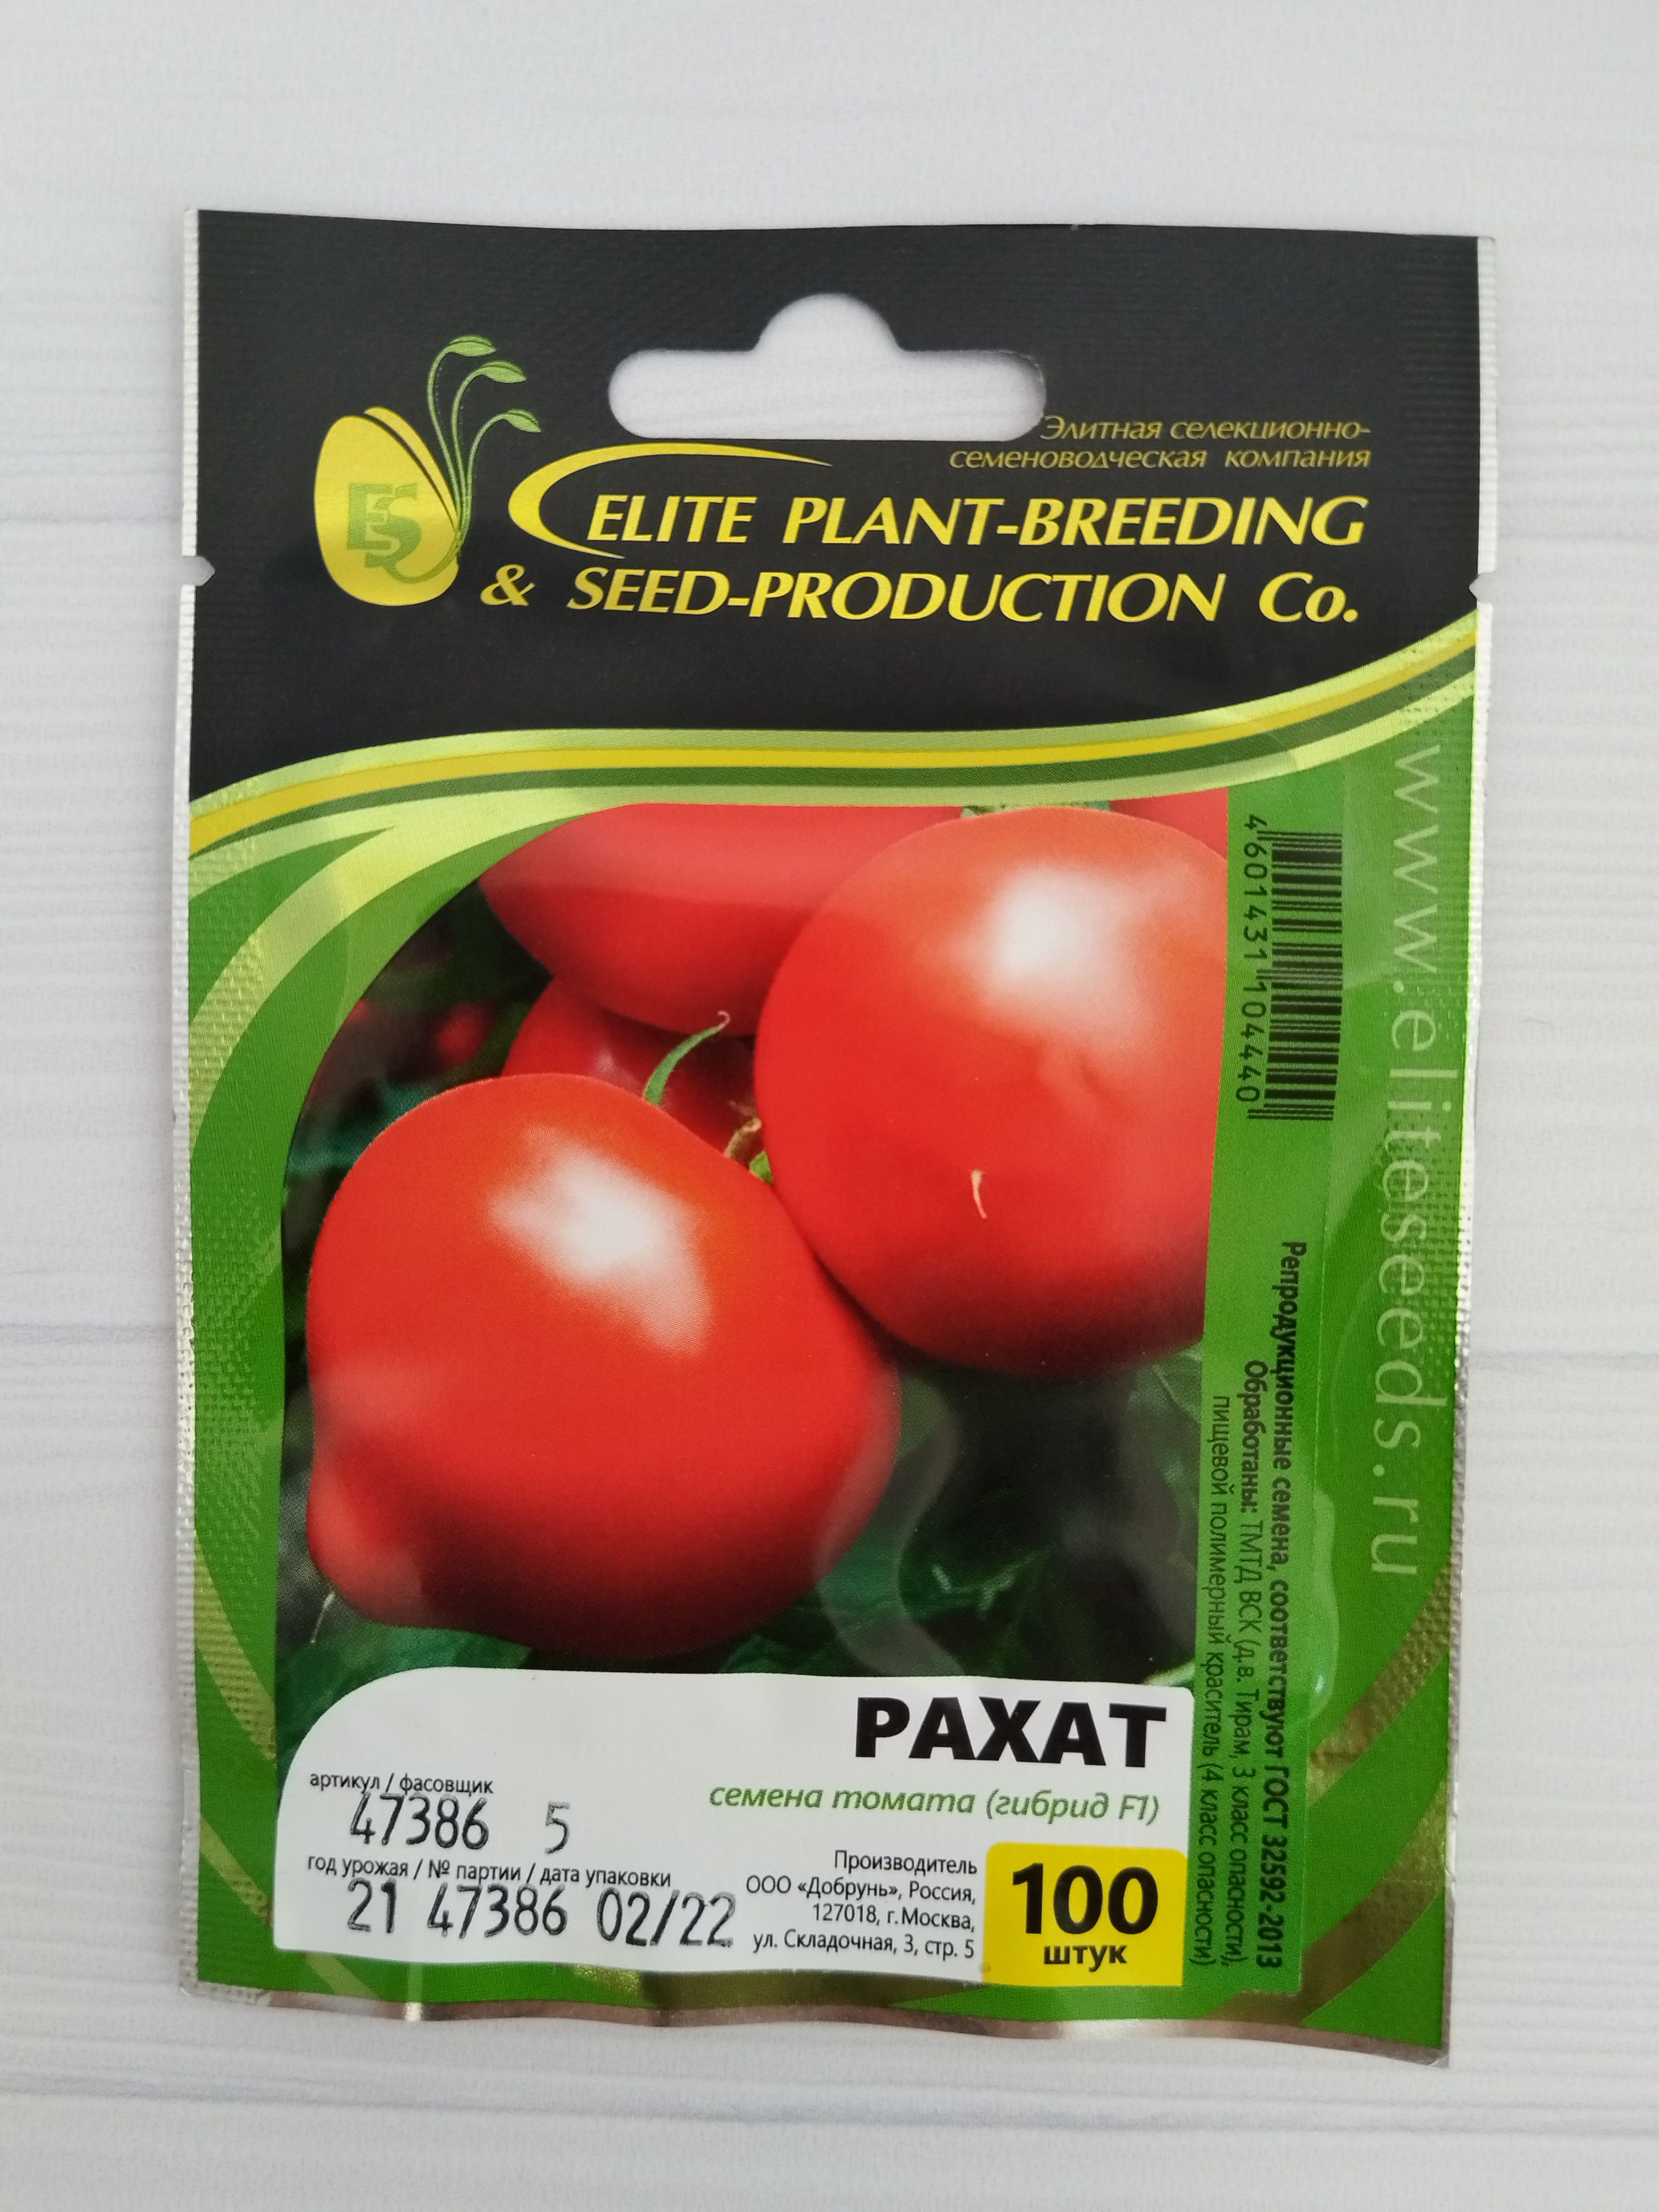 Элитная селекционно-
семеноводческая компания
ES
ELITE PLANT-BREEDING
& SEED-PRODUCTION Co.
www.eliteseeds.ru
4 601431 104440
Репродукционные семена, соответствуют ГОСТ 32592-2013
Обработаны: ТМТД ВСК (д.в. Тирам, 3 класс опасности),
пищевой полимерный краситель (4 класс опасности)
РАХАТ
семена томата (гибрид F1)
артикул / фасовщик
47386 5
год урожая / № партии / дата упаковки
21 47386 02/22
Производитель
ООО «Добрунь», Россия,
127018, г.Москва,
ул. Складочная, 3, стр. 5
100
штук